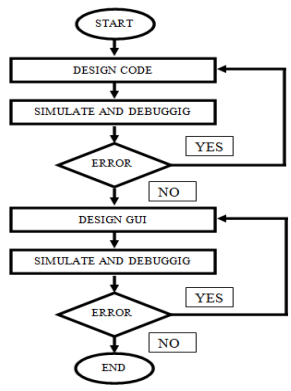 START
DESIGN CODE
SIMULATE AND DEBUGGIG
ERROR
YES
NO
DESIGN GUI
SIMULATE AND DEBUGGIG
ERROR
YES
NO
END